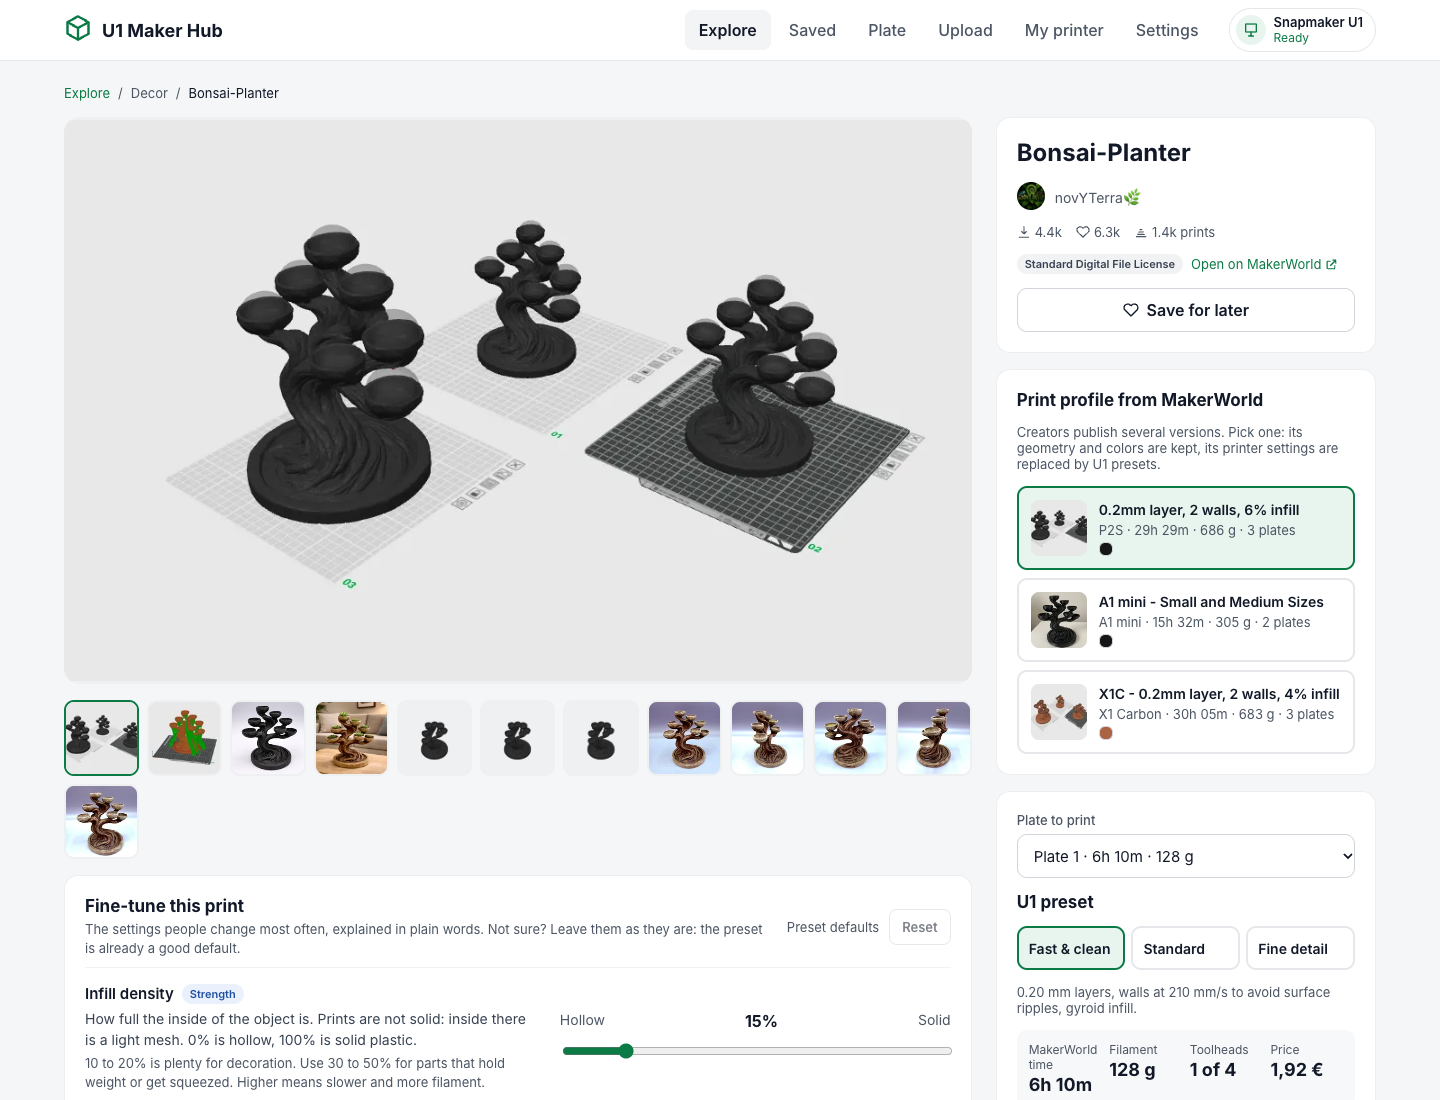 U1 Maker Hub
Explore
Saved
Plate
Upload
My printer
Settings
Snapmaker U1
Ready
Explore / Decor / Bonsai-Planter
01
02
03
Bonsai-Planter
novYTerra🌿
4.4k 6.3k 1.4k prints
Standard Digital File License Open on MakerWorld
Save for later
Print profile from MakerWorld
Creators publish several versions. Pick one: its
geometry and colors are kept, its printer settings are
replaced by U1 presets.
0.2mm layer, 2 walls, 6% infill
P2S · 29h 29m · 686 g · 3 plates
A1 mini - Small and Medium Sizes
A1 mini · 15h 32m · 305 g · 2 plates
X1C - 0.2mm layer, 2 walls, 4% infill
X1 Carbon · 30h 05m · 683 g · 3 plates
Plate to print
Plate 1 · 6h 10m · 128 g
U1 preset
Fast & clean
Standard
Fine detail
0.20 mm layers, walls at 210 mm/s to avoid surface
ripples, gyroid infill.
MakerWorld
time
6h 10m
Filament
128 g
Toolheads
1 of 4
Price
1,92 €
Fine-tune this print
The settings people change most often, explained in plain words. Not sure? Leave them as they are: the preset
is already a good default.
Preset defaults
Reset
Infill density Strength
How full the inside of the object is. Prints are not solid: inside there
is a light mesh. 0% is hollow, 100% is solid plastic.
10 to 20% is plenty for decoration. Use 30 to 50% for parts that hold
weight or get squeezed. Higher means slower and more filament.
Hollow 15% Solid